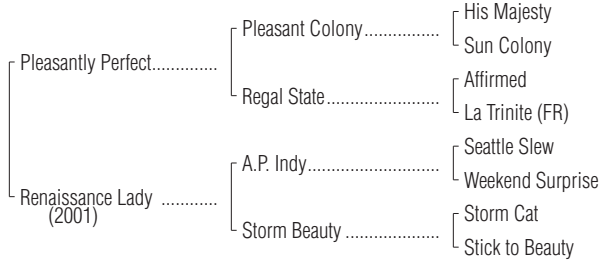 His Majesty
Pleasant Colony.................
Sun Colony
Pleasantly Perfect..............
Affirmed
Regal State.........................
La Trinite (FR)
Seattle Slew
A.P. Indy.............................
Weekend Surprise
Renaissance Lady ............
(2001)
Storm Cat
Storm Beauty .....................
Stick to Beauty